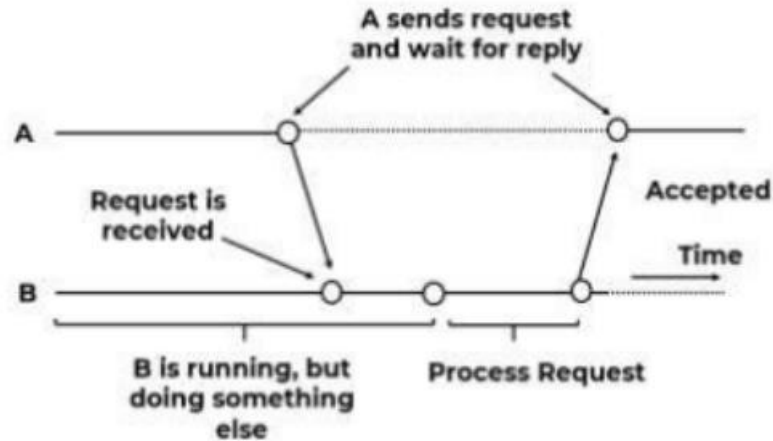 A sends request
and wait for reply
A
Request is
received
Accepted
Time
B
B is running, but
doing something
else
Process Request